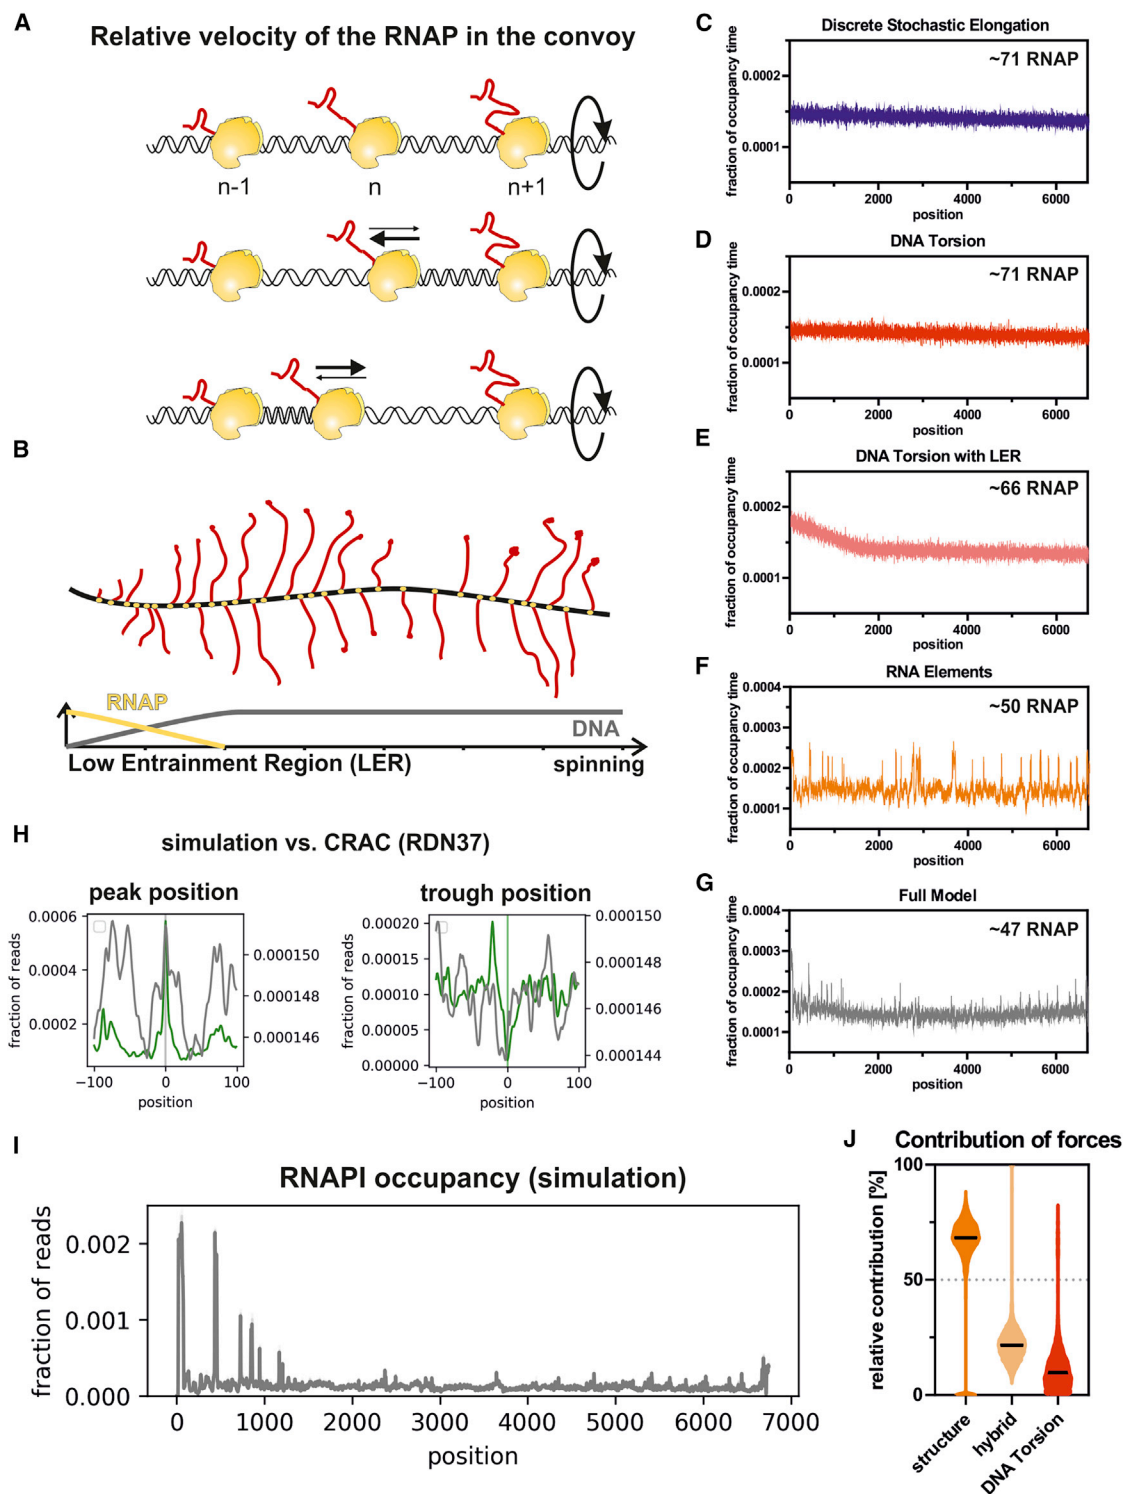 A
Relative velocity of the RNAP in the convoy
n-1
n
n+1
B
RNAP
DNA
Low Entrainment Region (LER)
spinning
C
Discrete Stochastic Elongation
~71 RNAP
fraction of occupancy time
0.0002
0.0001
0
2000
4000
6000
position
D
DNA Torsion
~71 RNAP
fraction of occupancy time
0.0002
0.0001
0
2000
4000
6000
position
E
DNA Torsion with LER
~66 RNAP
fraction of occupancy time
0.0002
0.0001
0
2000
4000
6000
position
F
RNA Elements
~50 RNAP
fraction of occupancy time
0.0004
0.0003
0.0002
0.0001
0
2000
4000
6000
position
G
Full Model
~47 RNAP
fraction of occupancy time
0.0004
0.0003
0.0002
0.0001
0
2000
4000
6000
position
H
simulation vs. CRAC (RDN37)
peak position
fraction of reads
0.0006
0.0004
0.0002
0.000150
0.000148
0.000146
−100
0
100
position
trough position
fraction of reads
0.00020
0.00015
0.00010
0.00005
0.00000
0.000150
0.000148
0.000146
0.000144
−100
0
100
position
I
RNAPI occupancy (simulation)
fraction of reads
0.002
0.001
0.000
0
1000
2000
3000
4000
5000
6000
7000
position
J
Contribution of forces
relative contribution [%]
100
50
0
structure
hybrid
DNA Torsion